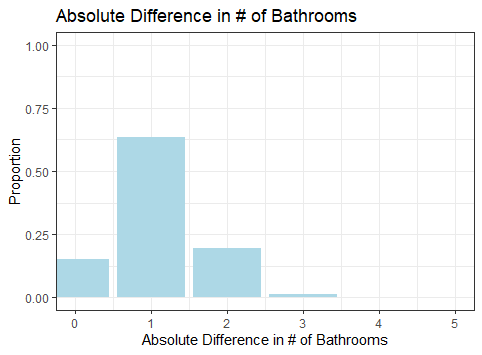 Absolute Difference in # of Bathrooms
1.00
0.75
0.50
0.25
0.00
Proportion
0 1 2 3 4 5
Absolute Difference in # of Bathrooms